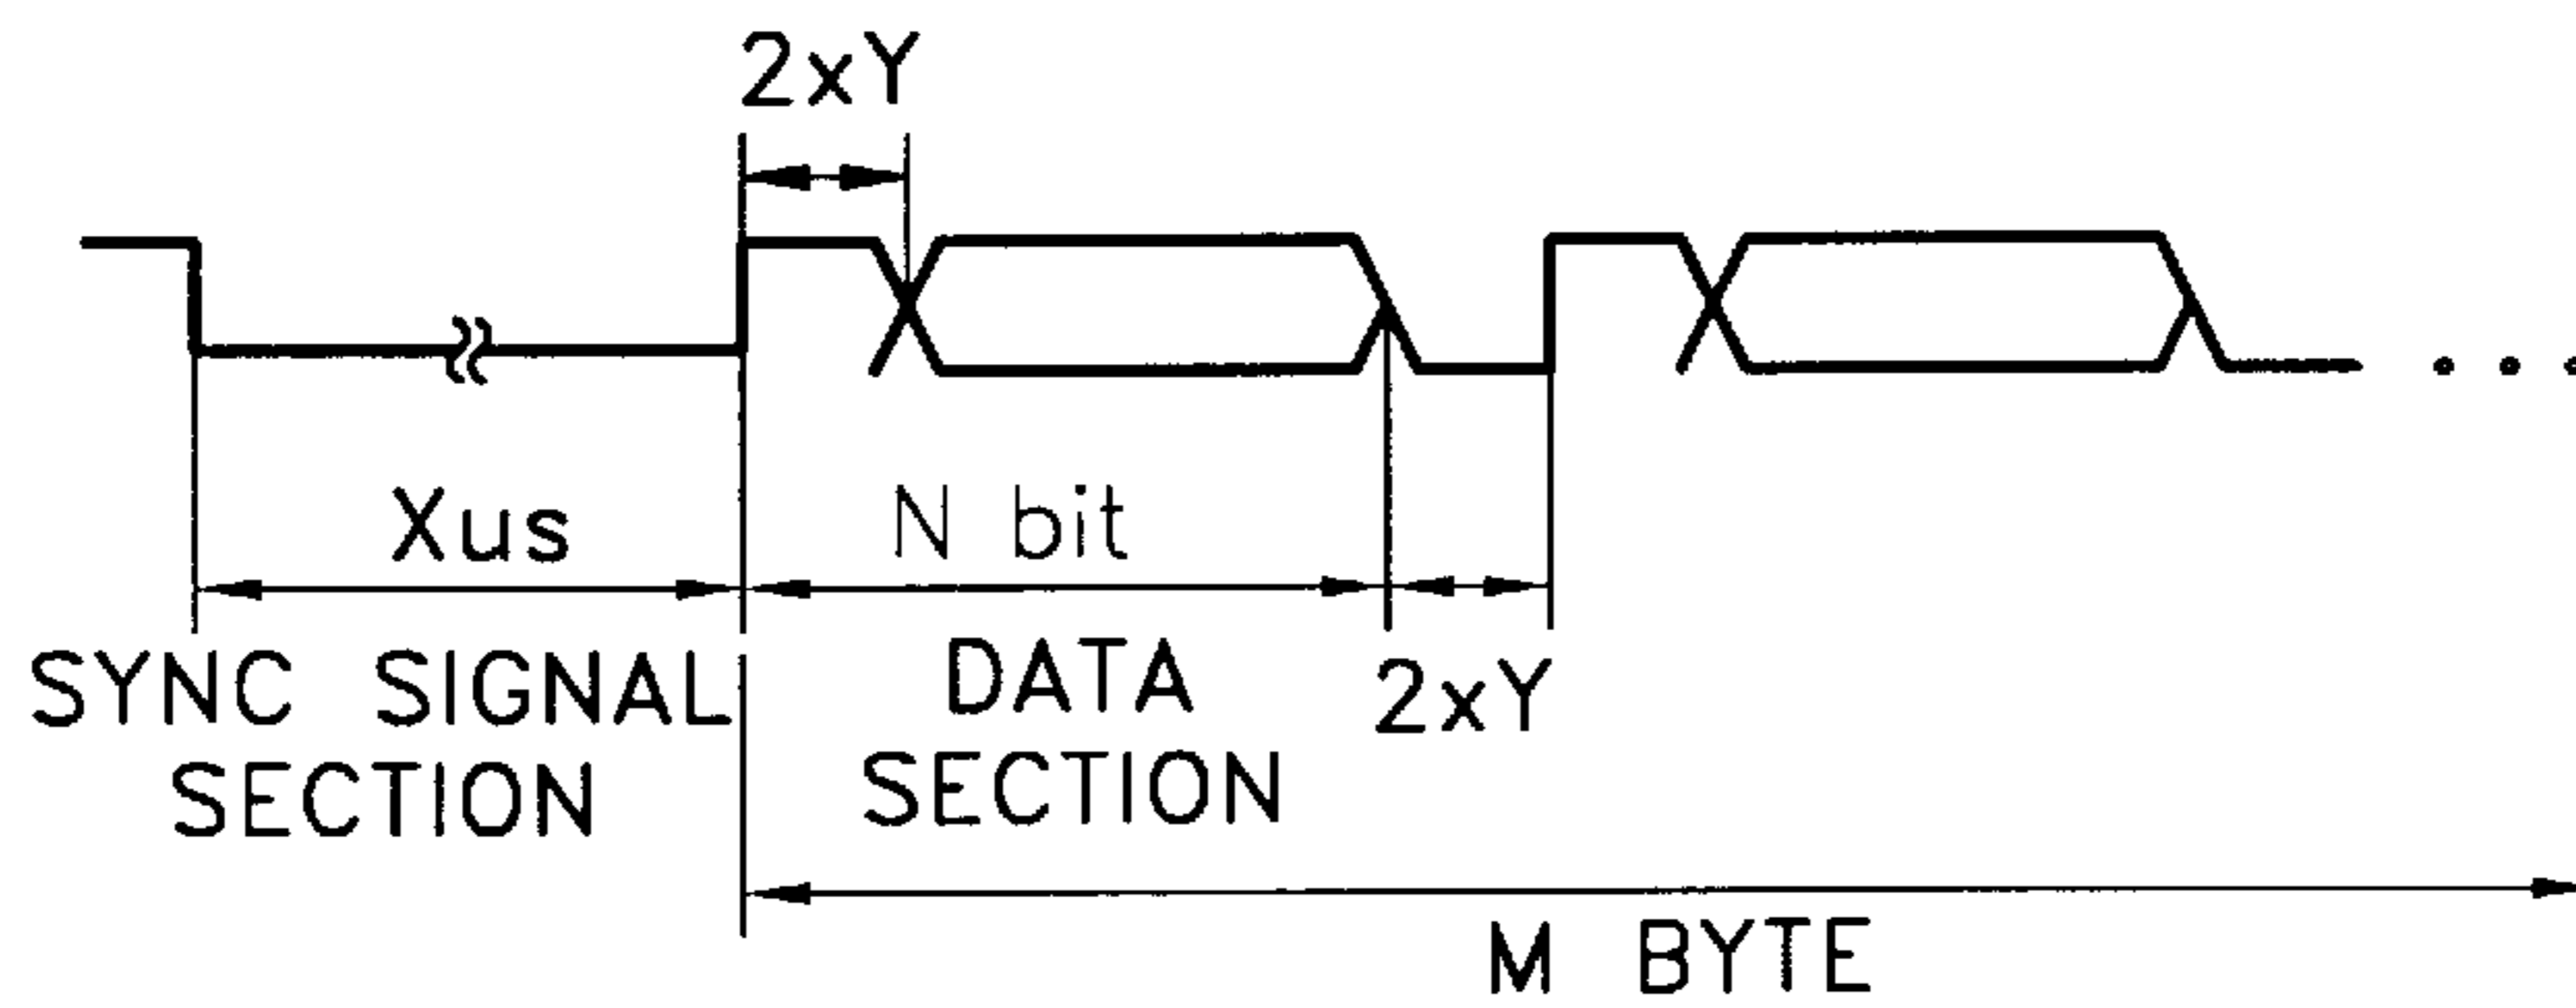 2xY
Xus
N bit
SYNC SIGNAL
SECTION
DATA
SECTION
2xY
M BYTE